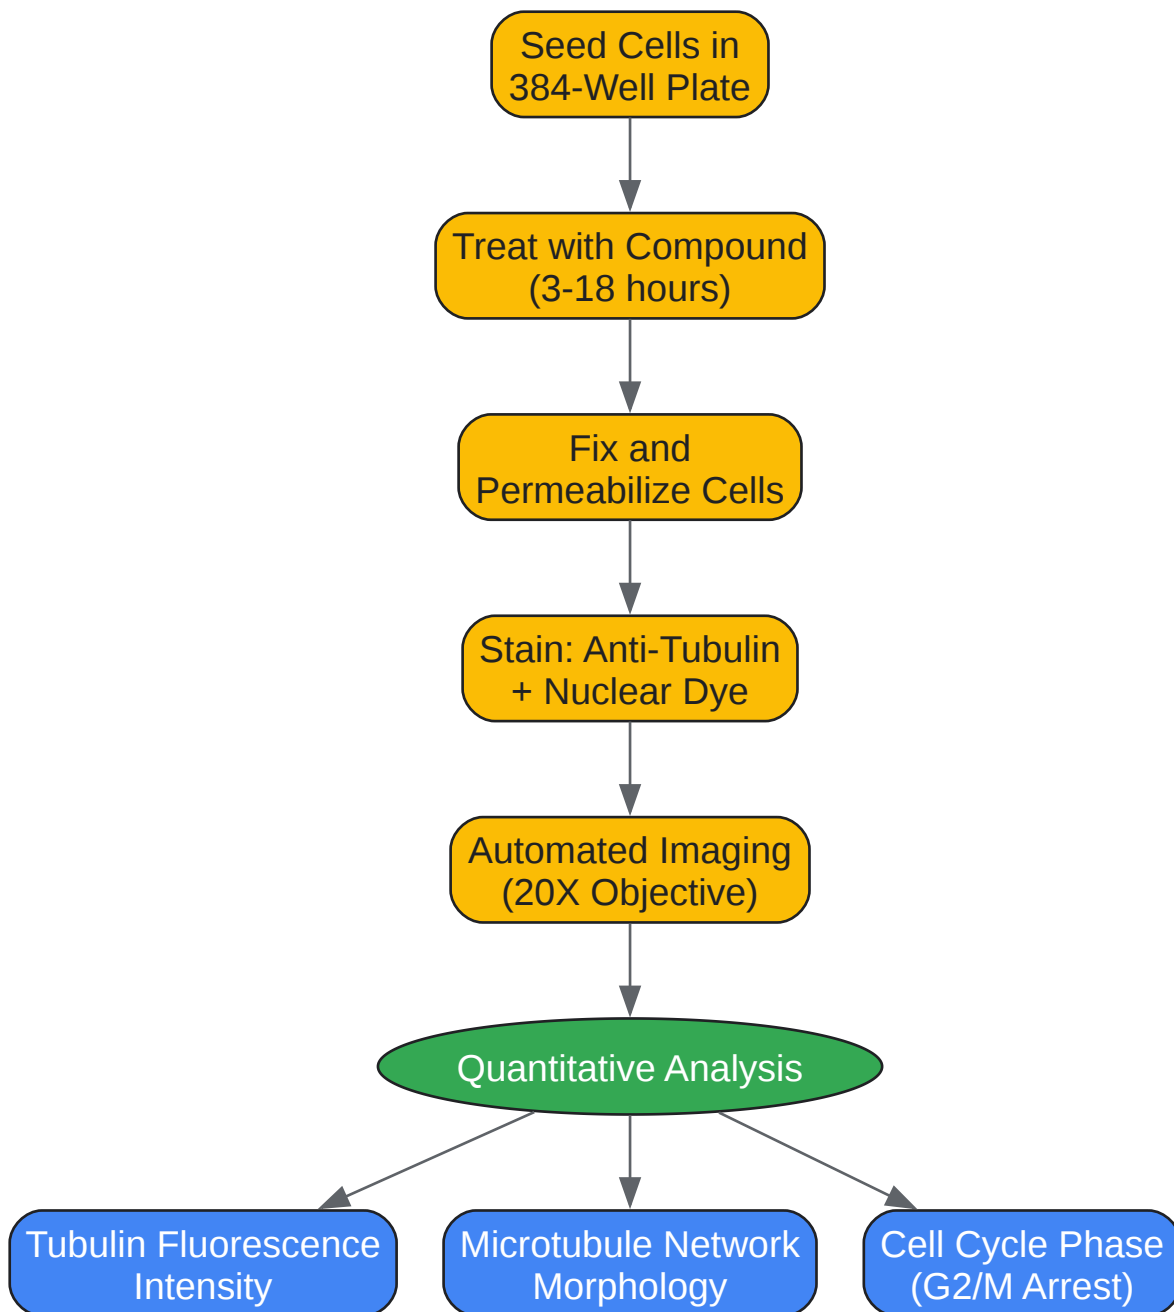 Seed Cells in
384-Well Plate
Treat with Compound
(3-18 hours)
Fix and
Permeabilize Cells
Stain: Anti-Tubulin
+ Nuclear Dye
Automated Imaging
(20X Objective)
Quantitative Analysis
Tubulin Fluorescence
Intensity
Microtubule Network
Morphology
Cell Cycle Phase
(G2/M Arrest)